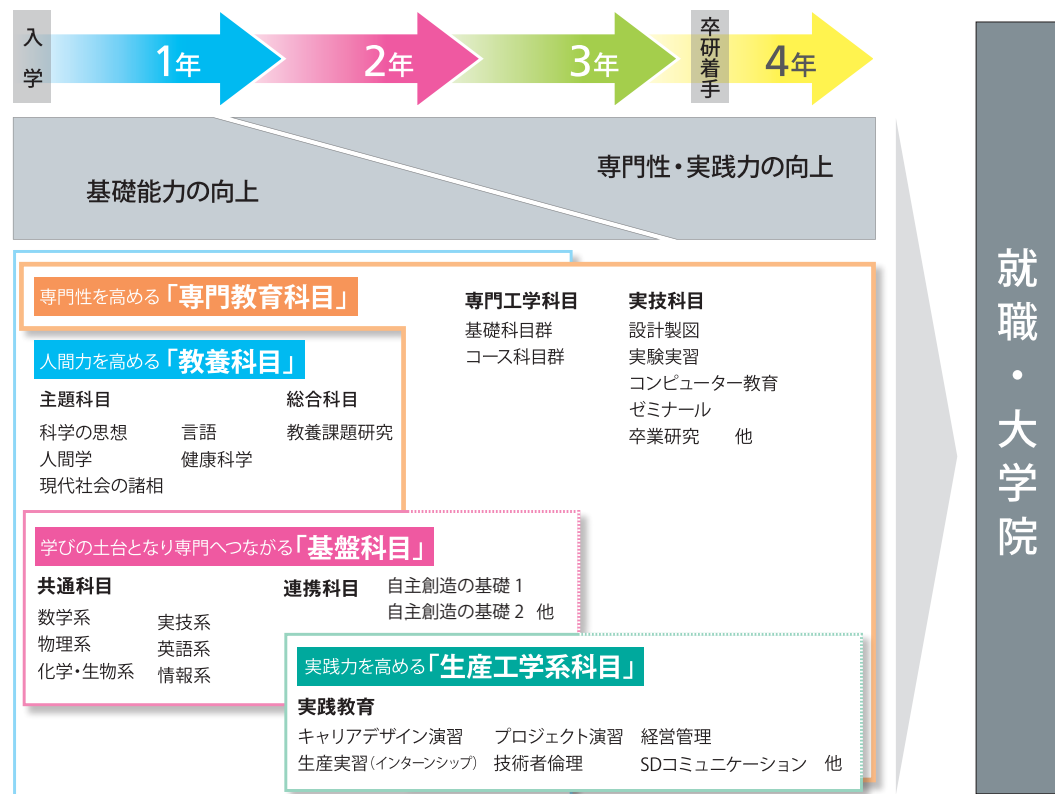 入学
1年
2年
3年
卒研着手
4年
基礎能力の向上
専門性・実践力の向上
就職・大学院
専門性を高める「専門教育科目」
専門工学科目
基礎科目群
コース科目群
実技科目
設計製図
実験実習
コンピューター教育
ゼミナール
卒業研究 他
人間力を高める「教養科目」
主題科目
科学の思想
人間学
現代社会の諸相
言語
健康科学
総合科目
教養課題研究
学びの土台となり専門へつながる「基盤科目」
共通科目
数学系
物理系
化学・生物系
実技系
英語系
情報系
連携科目
自主創造の基礎 1
自主創造の基礎 2 他
実践力を高める「生産工学系科目」
実践教育
キャリアデザイン演習 プロジェクト演習 経営管理
生産実習(インターンシップ) 技術者倫理 SDコミュニケーション 他